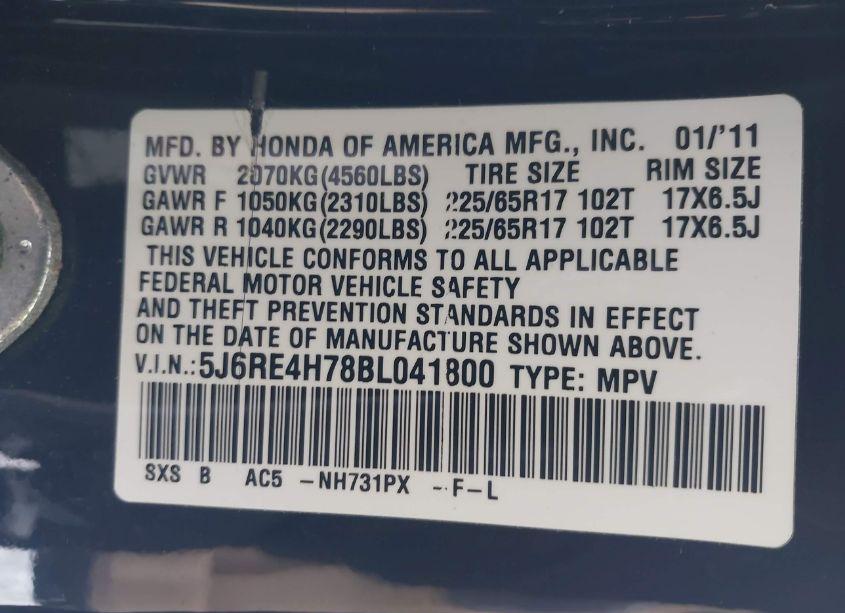 MFD. BY HONDA OF AMERICA MFG., INC. 01/'11
GVWR 2070KG(4560LBS) TIRE SIZE RIM SIZE
GAWR F 1050KG(2310LBS) 225/65R17 102T 17X6.5J
GAWR R 1040KG(2290LBS) 225/65R17 102T 17X6.5J
THIS VEHICLE CONFORMS TO ALL APPLICABLE
FEDERAL MOTOR VEHICLE SAFETY
AND THEFT PREVENTION STANDARDS IN EFFECT
ON THE DATE OF MANUFACTURE SHOWN ABOVE.
V.I.N.:5J6RE4H78BL041800 TYPE: MPV
SXS B AC5 -NH731PX -F-L